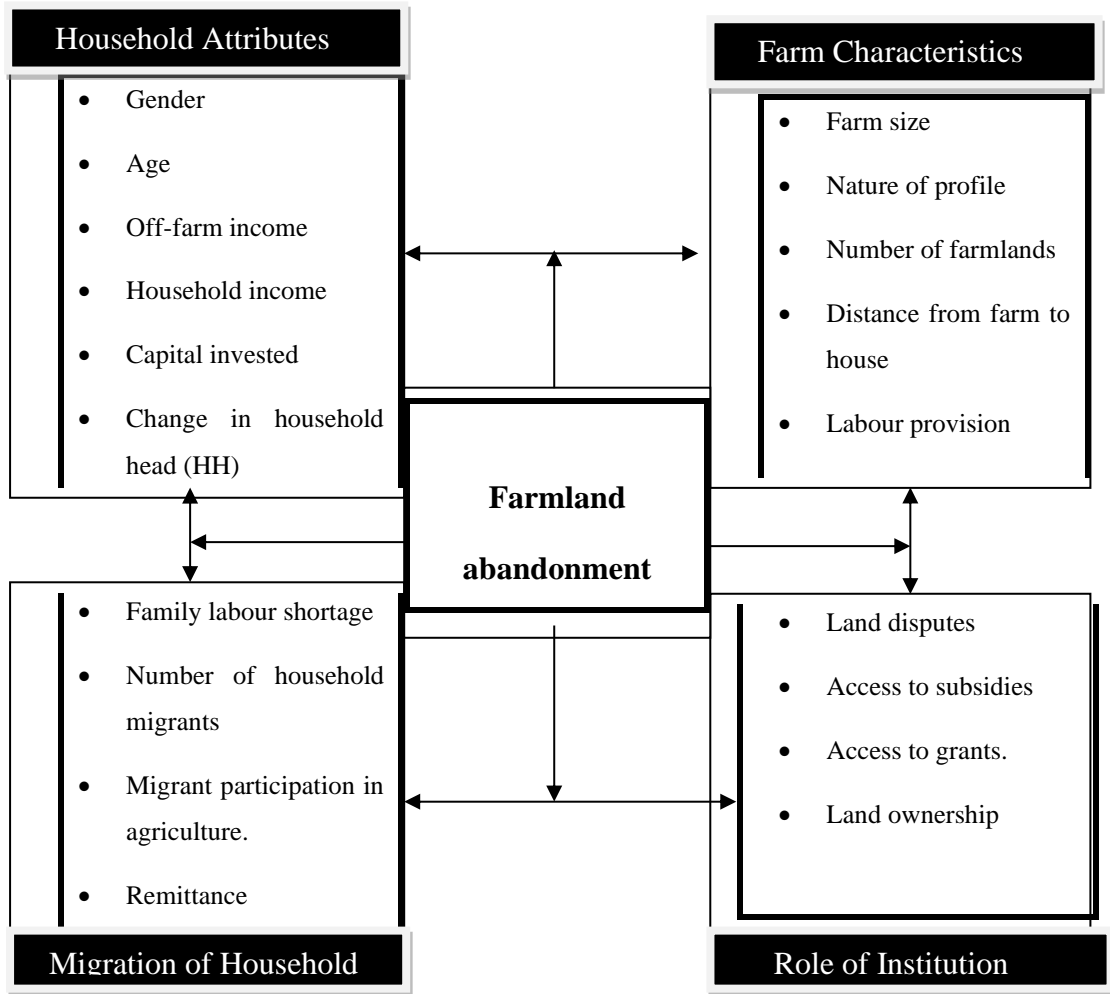 Household Attributes
• Gender
• Age
• Off-farm income
• Household income
• Capital invested
• Change in household
head (HH)
Farm Characteristics
• Farm size
• Nature of profile
• Number of farmlands
• Distance from farm to
house
• Labour provision
Farmland
abandonment
• Family labour shortage
• Number of household
migrants
• Migrant participation in
agriculture.
• Remittance
Migration of Household
• Land disputes
• Access to subsidies
• Access to grants.
• Land ownership
Role of Institution